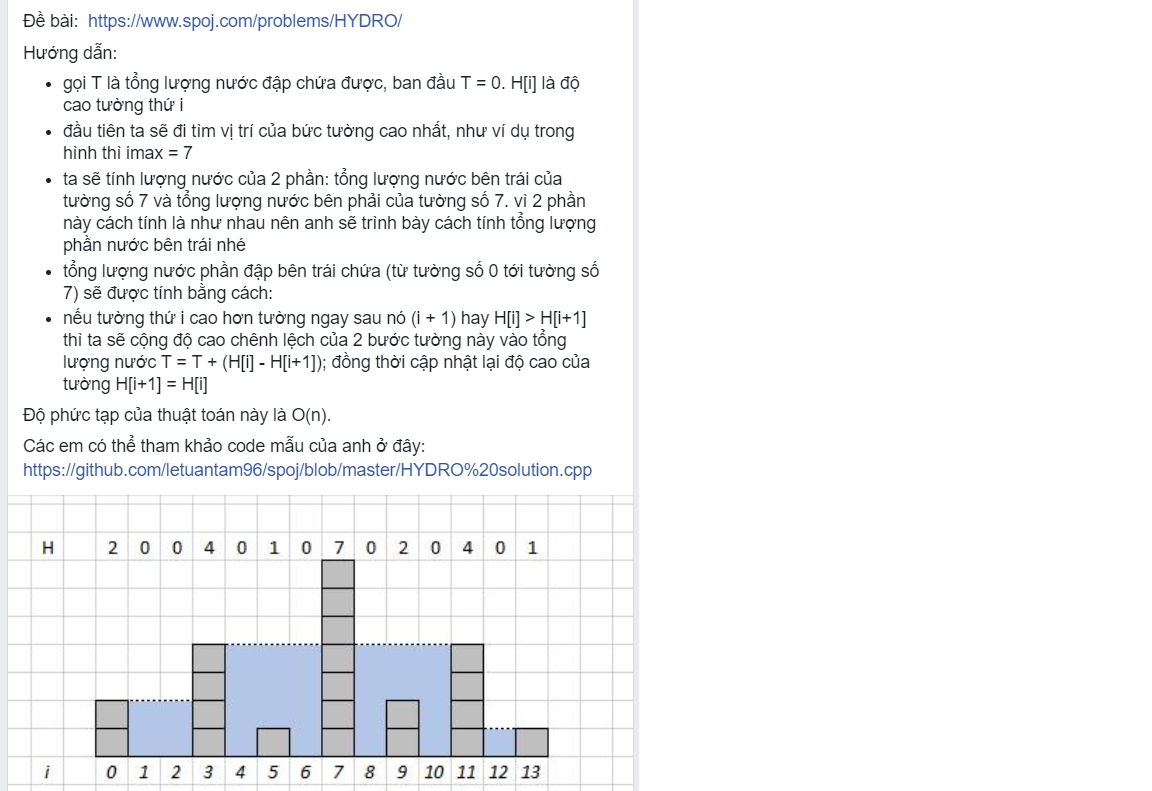 Đề bài: https://www.spoj.com/problems/HYDRO/
Hướng dẫn:
• gọi T là tổng lượng nước đập chứa được, ban đầu T = 0. H[i] là độ
cao tường thứ i
• đầu tiên ta sẽ đi tìm vị trí của bức tường cao nhất, như ví dụ trong
hình thì imax = 7
• ta sẽ tính lượng nước của 2 phần: tổng lượng nước bên trái của
tường số 7 và tổng lượng nước bên phải của tường số 7. vì 2 phần
này cách tính là như nhau nên anh sẽ trình bày cách tính tổng lượng
phần nước bên trái nhé
• tổng lượng nước phần đập bên trái chứa (từ tường số 0 tới tường số
7) sẽ được tính bằng cách:
• nếu tường thứ i cao hơn tường ngay sau nó (i + 1) hay H[i] > H[i+1]
thì ta sẽ cộng độ cao chênh lệch của 2 bước tường này vào tổng
lượng nước T = T + (H[i] - H[i+1]); đồng thời cập nhật lại độ cao của
tường H[i+1] = H[i]
Độ phức tạp của thuật toán này là O(n).
Các em có thể tham khảo code mẫu của anh ở đây:
https://github.com/letuantam96/spoj/blob/master/HYDRO%20solution.cpp
H 2 0 0 4 0 1 0 7 0 2 0 4 0 1
i 0 1 2 3 4 5 6 7 8 9 10 11 12 13